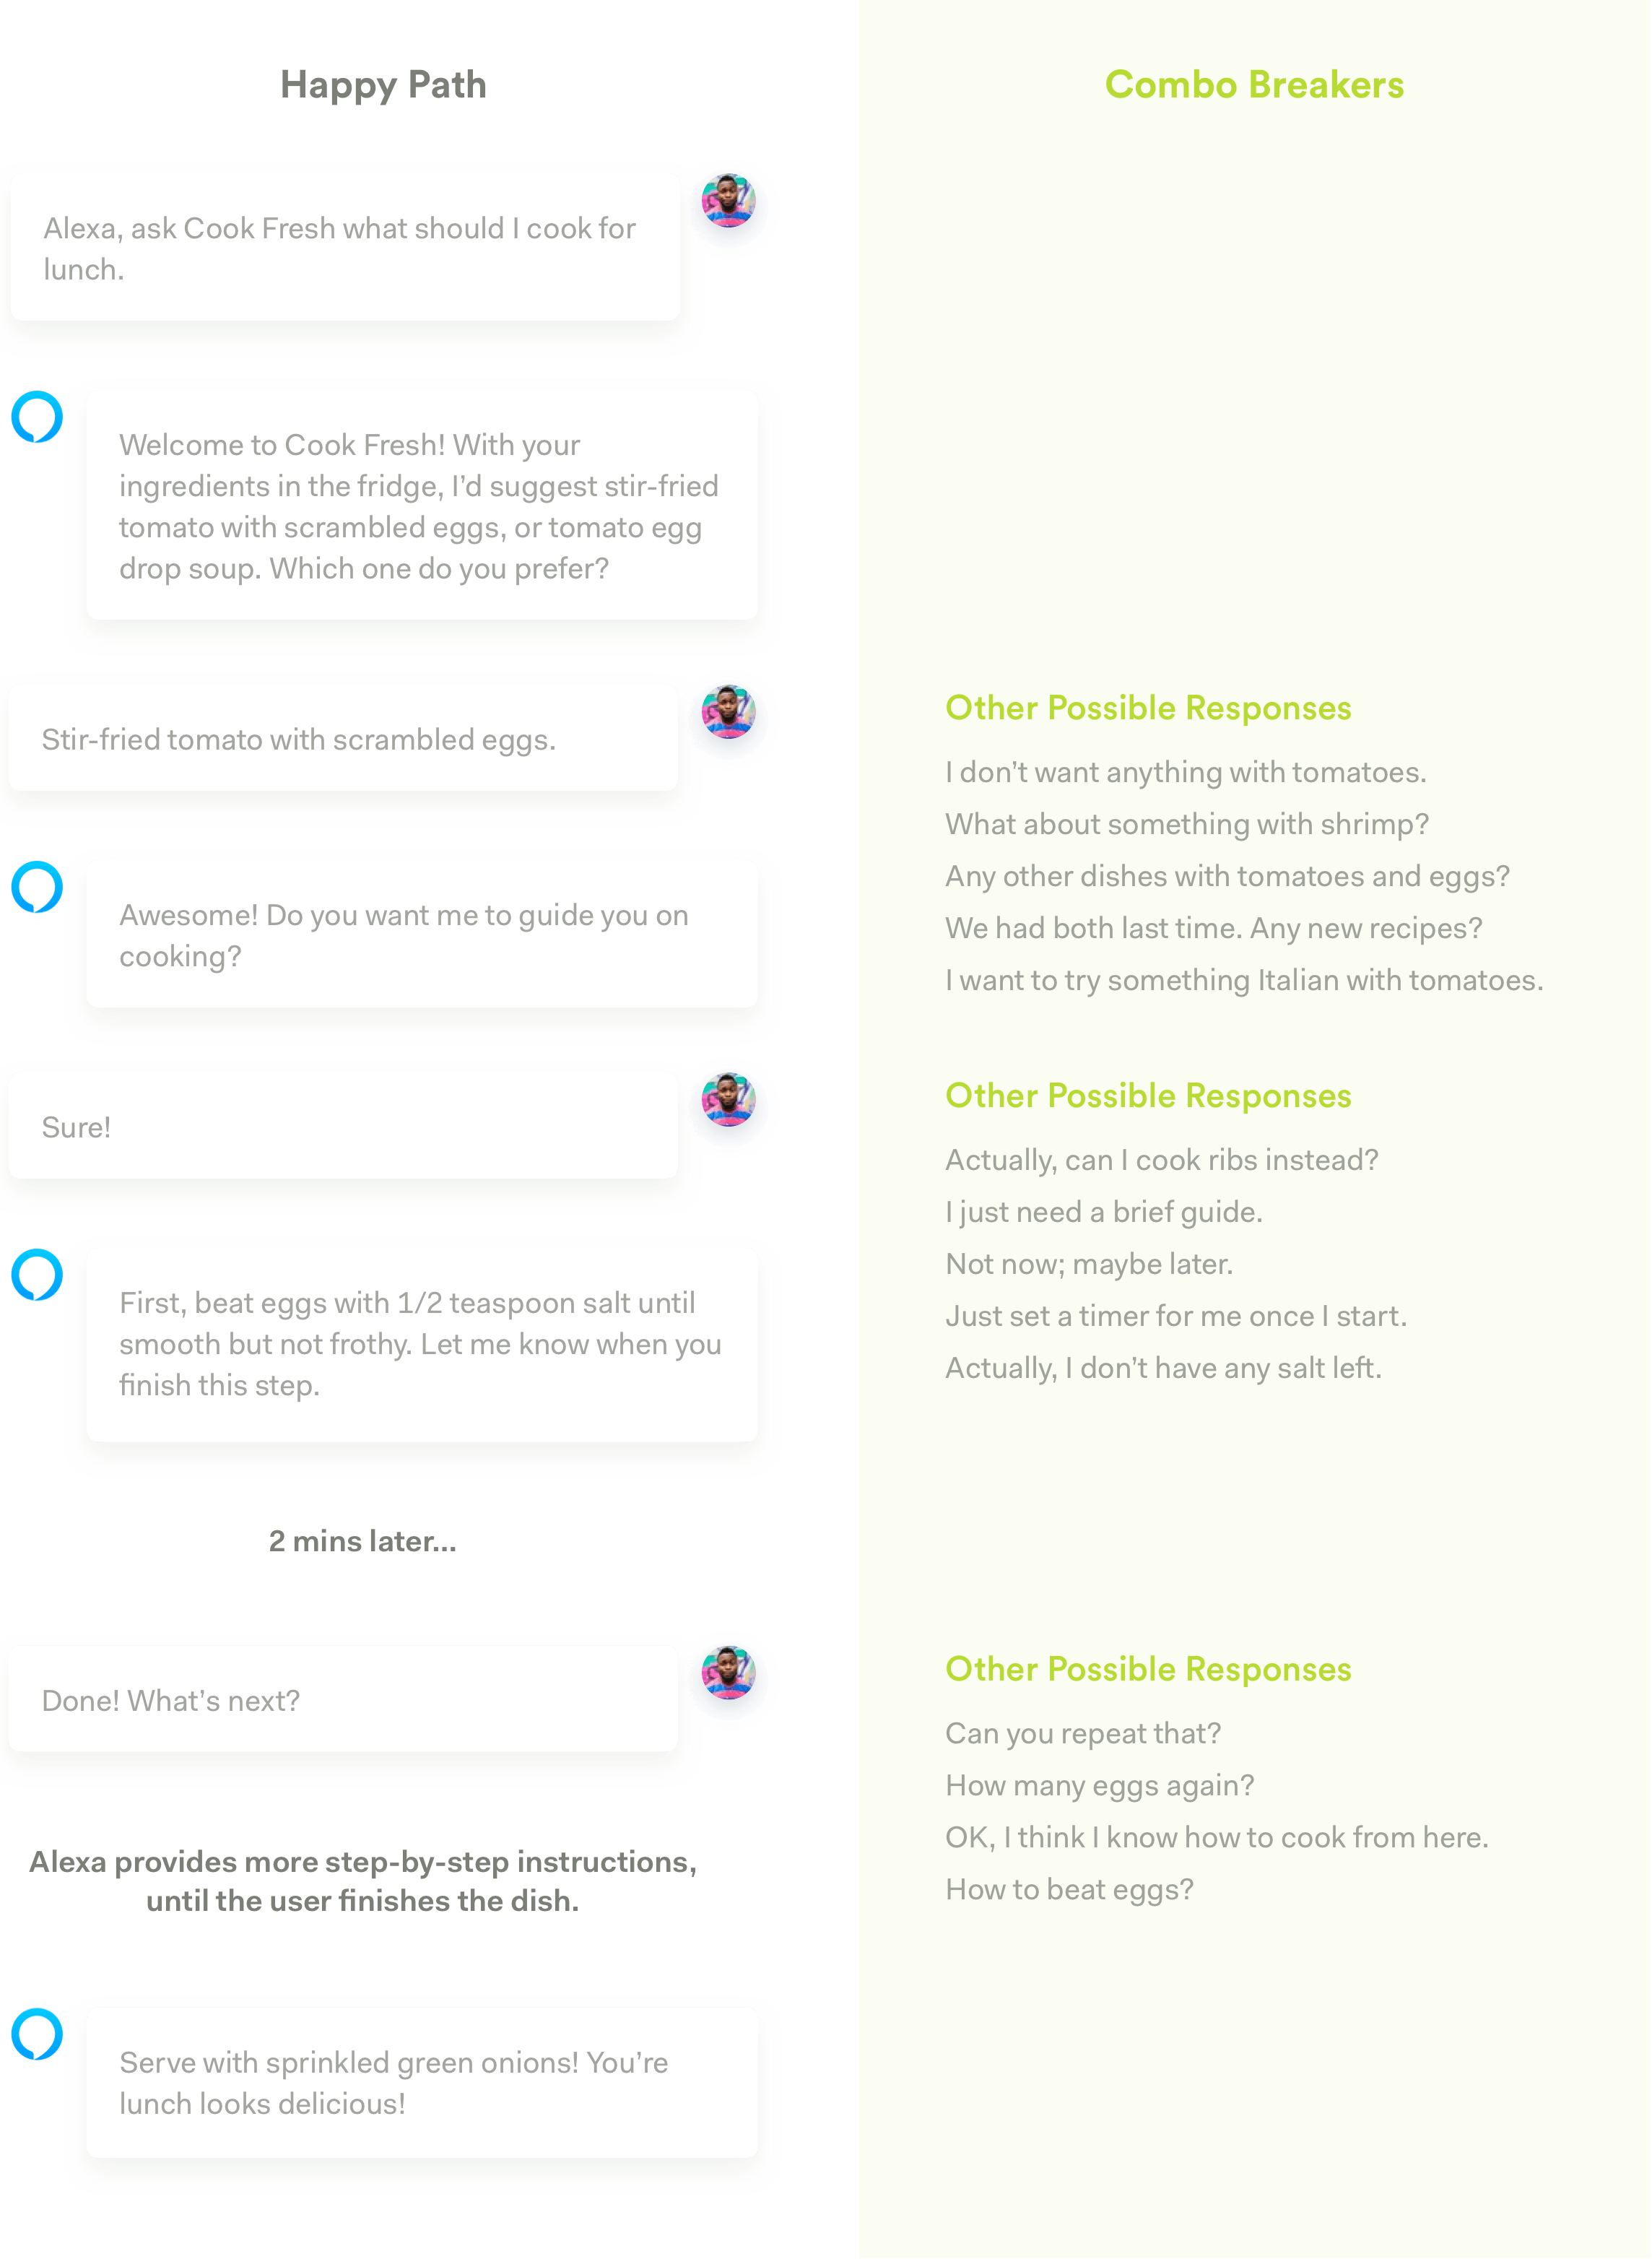 Happy Path
Alexa, ask Cook Fresh what should I cook for
lunch.
Welcome to Cook Fresh! With your
ingredients in the fridge, I’d suggest stir-fried
tomato with scrambled eggs, or tomato egg
drop soup. Which one do you prefer?
Stir-fried tomato with scrambled eggs.
Awesome! Do you want me to guide you on
cooking?
Sure!
First, beat eggs with 1/2 teaspoon salt until
smooth but not frothy. Let me know when you
finish this step.
2 mins later...
Done! What’s next?
Alexa provides more step-by-step instructions,
until the user finishes the dish.
Serve with sprinkled green onions! You’re
lunch looks delicious!
Combo Breakers
Other Possible Responses
I don’t want anything with tomatoes.
What about something with shrimp?
Any other dishes with tomatoes and eggs?
We had both last time. Any new recipes?
I want to try something Italian with tomatoes.
Other Possible Responses
Actually, can I cook ribs instead?
I just need a brief guide.
Not now; maybe later.
Just set a timer for me once I start.
Actually, I don’t have any salt left.
Other Possible Responses
Can you repeat that?
How many eggs again?
OK, I think I know how to cook from here.
How to beat eggs?